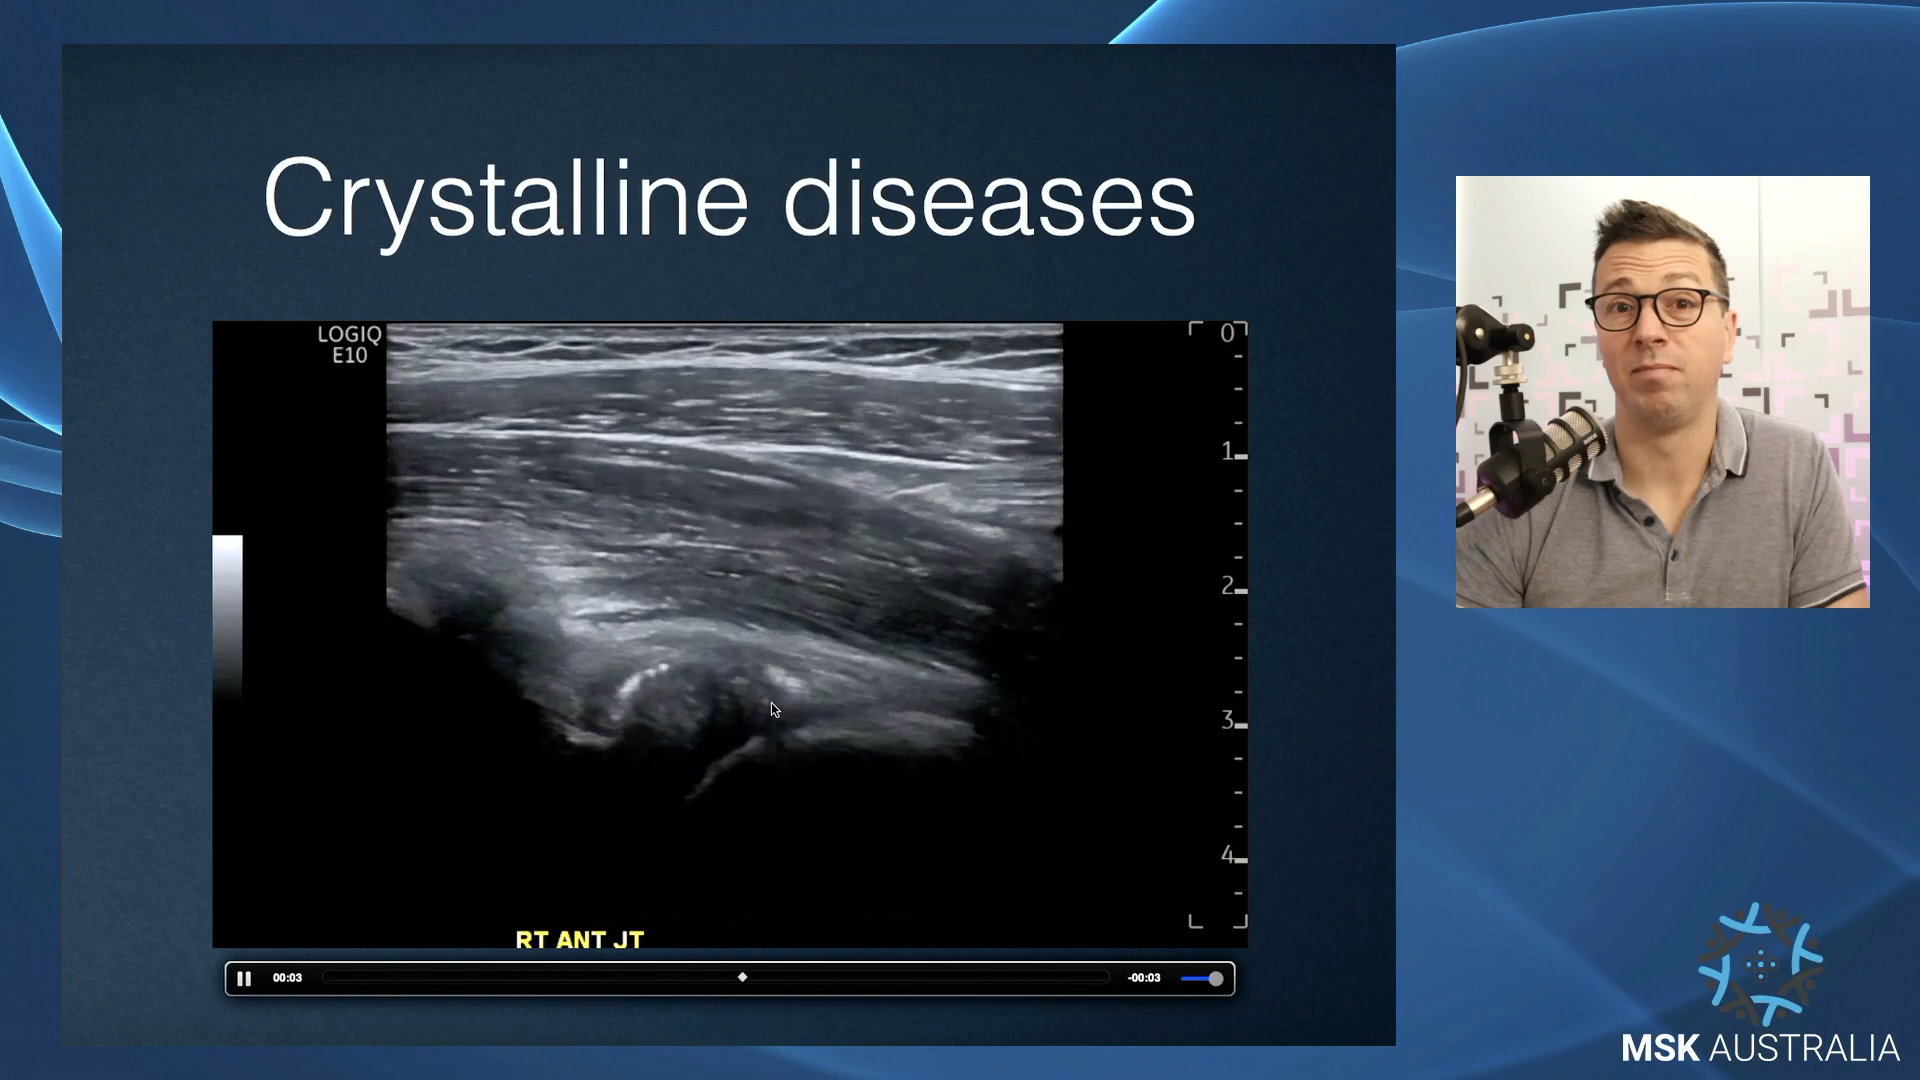 Crystalline diseases
LOGIQ
E10
0
1
2
3
4
RT ANT JT
00:03
-00:03
MSK AUSTRALIA